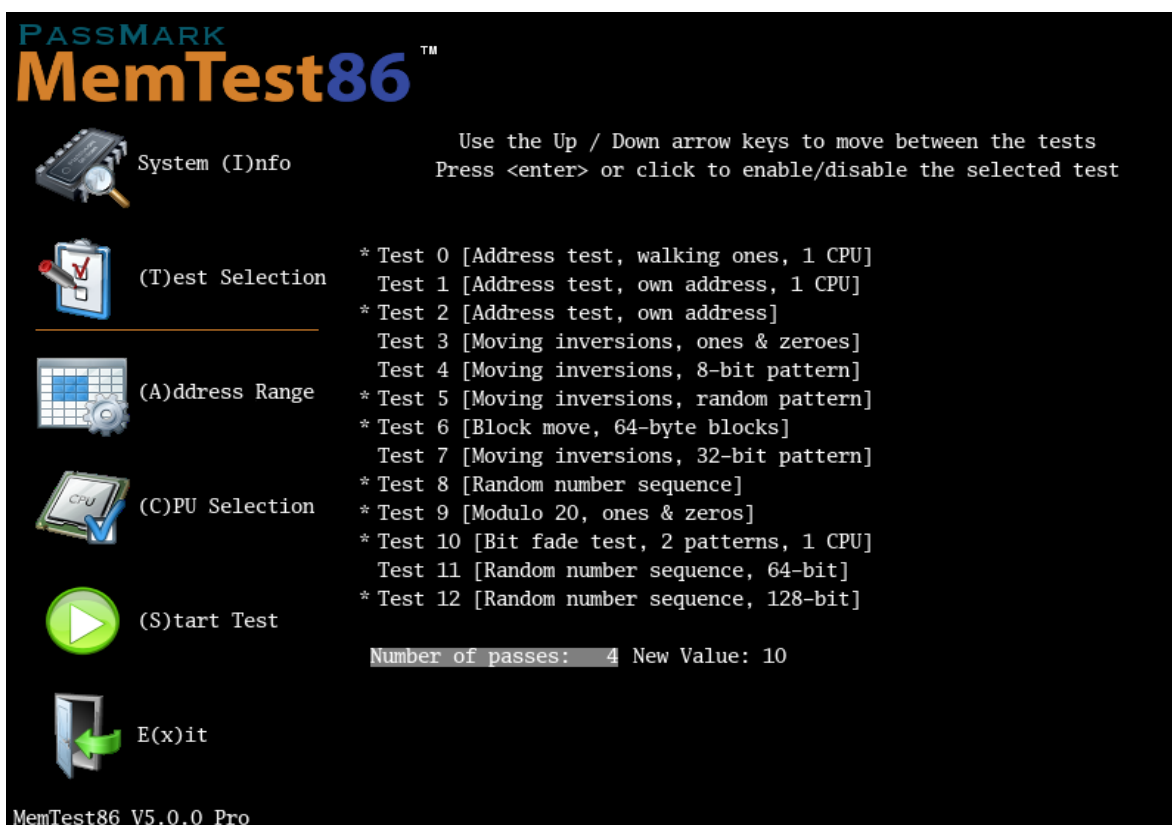 PASSMARK
MemTest86 ™
Use the Up / Down arrow keys to move between the tests
System (I)nfo
Press <enter> or click to enable/disable the selected test
* Test 0 [Address test, walking ones, 1 CPU]
(T)est Selection
Test 1 [Address test, own address, 1 CPU]
* Test 2 [Address test, own address]
Test 3 [Moving inversions, ones & zeroes]
Test 4 [Moving inversions, 8-bit pattern]
(A)ddress Range
* Test 5 [Moving inversions, random pattern]
* Test 6 [Block move, 64-byte blocks]
Test 7 [Moving inversions, 32-bit pattern]
* Test 8 [Random number sequence]
CPU
(C)PU Selection
* Test 9 [Modulo 20, ones & zeros]
* Test 10 [Bit fade test, 2 patterns, 1 CPU]
Test 11 [Random number sequence, 64-bit]
* Test 12 [Random number sequence, 128-bit]
(S)tart Test
Number of passes: 4 New Value: 10
E(x)it
MemTest86 V5.0.0 Pro